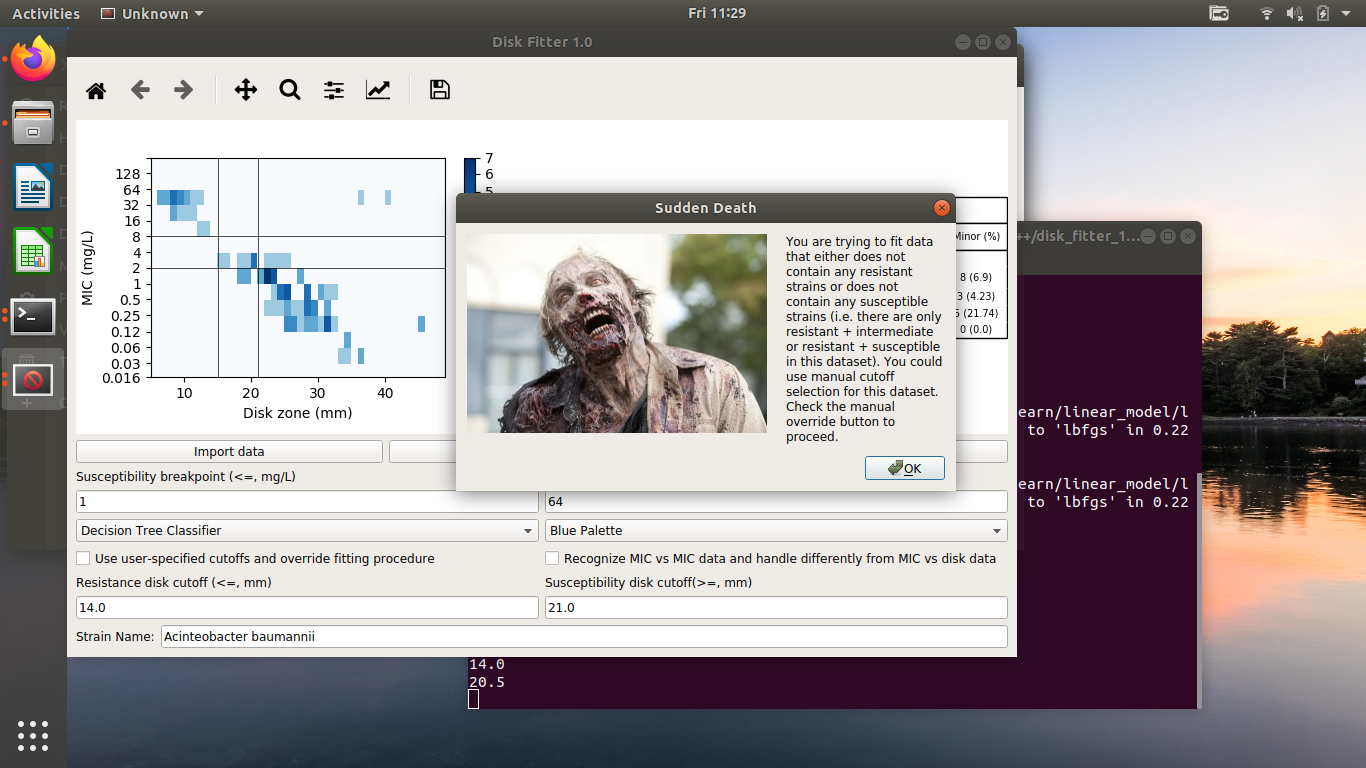 Activities
Unknown
Fri 11:29
Disk Fitter 1.0
128
64
32
16
8
4
2
1
0.5
0.25
0.12
0.06
0.03
0.016
MIC (mg/L)
10
20
30
40
Disk zone (mm)
7
6
5
Minor (%)
8 (6.9)
3 (4.23)
(21.74)
0 (0.0)
Sudden Death
You are trying to fit data
that either does not
contain any resistant
strains or does not
contain any susceptible
strains (i.e. there are only
resistant + intermediate
or resistant + susceptible
in this dataset). You could
use manual cutoff
selection for this dataset.
Check the manual
override button to
proceed.
OK
++/disk_fitter_1...
earn/linear_model/l
to 'lbfgs' in 0.22
earn/linear_model/l
to 'lbfgs' in 0.22
Import data
Susceptibility breakpoint (<=, mg/L)
1
64
Decision Tree Classifier
Blue Palette
Use user-specified cutoffs and override fitting procedure
Recognize MIC vs MIC data and handle differently from MIC vs disk data
Resistance disk cutoff (<=, mm)
Susceptibility disk cutoff(>=, mm)
14.0
21.0
Strain Name:
Acinteobacter baumannii
14.0
20.5